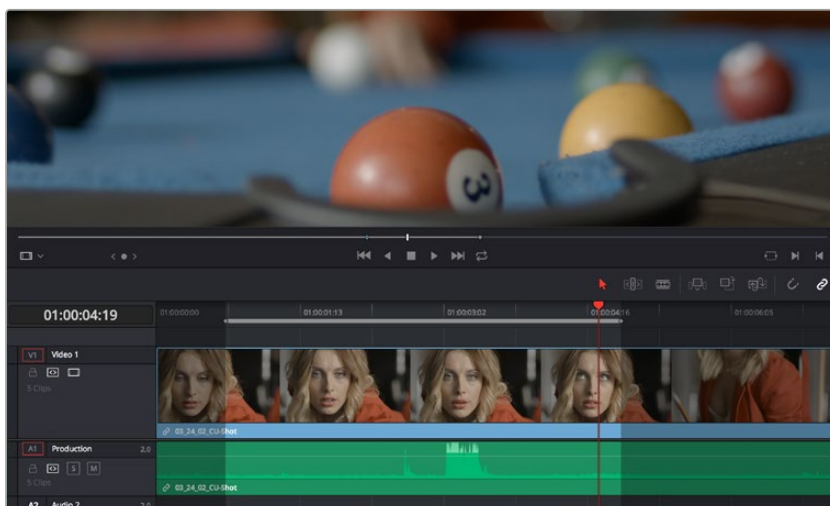 3
01:00:04:19
01:00:00:00
01:00:01:13
01:00:03:02
01:00:04:16
01:00:06:05
V1 Video 1
5 Clips
03_24_02_CU-Shot
A1 Production 2.0
S M
5 Clips
03_24_02_CU-Shot
A2 Audio 2 2.0